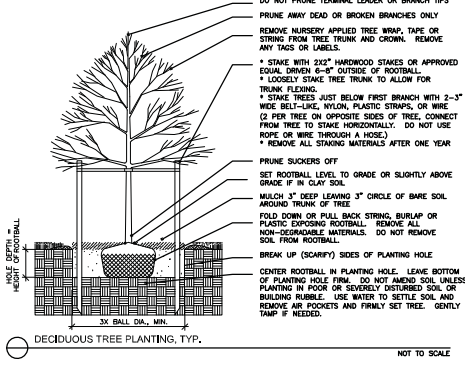 DO NOT PRUNE TERMINAL LEADER OR BRANCH TIPS
PRUNE AWAY DEAD OR BROKEN BRANCHES ONLY
REMOVE NURSERY APPLIED TREE WRAP, TAPE OR
STRING FROM TREE TRUNK AND CROWN. REMOVE
ANY TAGS OR LABELS.
* STAKE WITH 2X2" HARDWOOD STAKES OR APPROVED
EQUAL DRIVEN 6-8" OUTSIDE OF ROOTBALL.
* LOOSELY STAKE TREE TRUNK TO ALLOW FOR
TRUNK FLEXING.
* STAKE TREES JUST BELOW FIRST BRANCH WITH 2-3"
WIDE BELT-LIKE, NYLON, PLASTIC STRAPS, OR WIRE
(2 PER TREE ON OPPOSITE SIDES OF TREE, CONNECT
FROM TREE TO STAKE HORIZONTALLY. DO NOT USE
ROPE OR WIRE THROUGH A HOSE.)
* REMOVE ALL STAKING MATERIALS AFTER ONE YEAR
PRUNE SUCKERS OFF
SET ROOTBALL LEVEL TO GRADE OR SLIGHTLY ABOVE
GRADE IF IN CLAY SOIL
MULCH 3" DEEP LEAVING 3" CIRCLE OF BARE SOIL
AROUND TRUNK OF TREE
FOLD DOWN OR PULL BACK STRING, BURLAP OR
PLASTIC EXPOSING ROOTBALL. REMOVE ALL
NON-DEGRADABLE MATERIALS. DO NOT REMOVE
SOIL FROM ROOTBALL.
BREAK UP (SCARIFY) SIDES OF PLANTING HOLE
CENTER ROOTBALL IN PLANTING HOLE. LEAVE BOTTOM
OF PLANTING HOLE FIRM. DO NOT AMEND SOIL UNLESS
PLANTING IN POOR OR SEVERELY DISTURBED SOIL OR
BUILDING RUBBLE. USE WATER TO SETTLE SOIL AND
REMOVE AIR POCKETS AND FIRMLY SET TREE. GENTLY
TAMP IF NEEDED.
HOLE DEPTH =
HEIGHT OF ROOTBALL
3X BALL DIA., MIN.
DECIDUOUS TREE PLANTING, TYP.
NOT TO SCALE